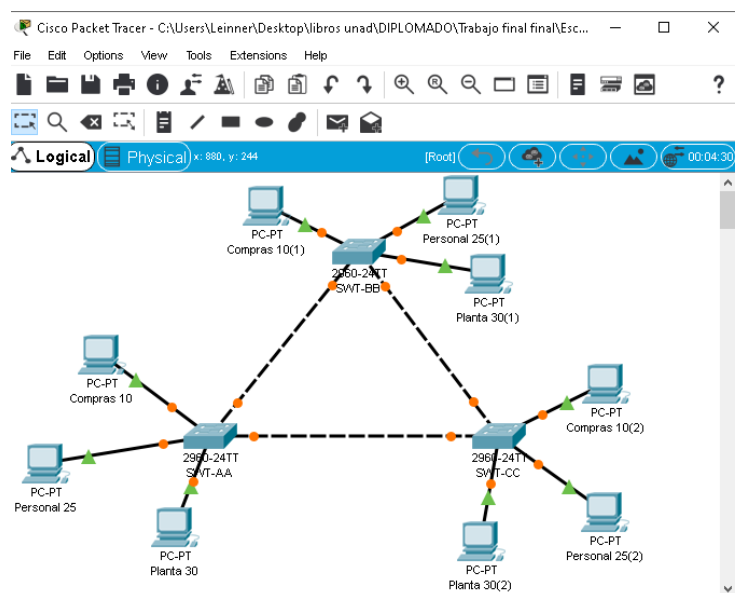 Cisco Packet Tracer - C:\Users\Leinner\Desktop\libros unad\DIPLOMADO\Trabajo final final\Esc...
File Edit Options View Tools Extensions Help
Logical Physical x: 880, y: 244 [Root] 00:04:30
PC-PT
Compras 10(1)
PC-PT
Personal 25(1)
2960-24TT
SWT-BB
PC-PT
Planta 30(1)
PC-PT
Compras 10
PC-PT
Compras 10(2)
2960-24TT
SWT-AA
2960-24TT
SWT-CC
PC-PT
Personal 25
PC-PT
Planta 30
PC-PT
Personal 25(2)
PC-PT
Planta 30(2)